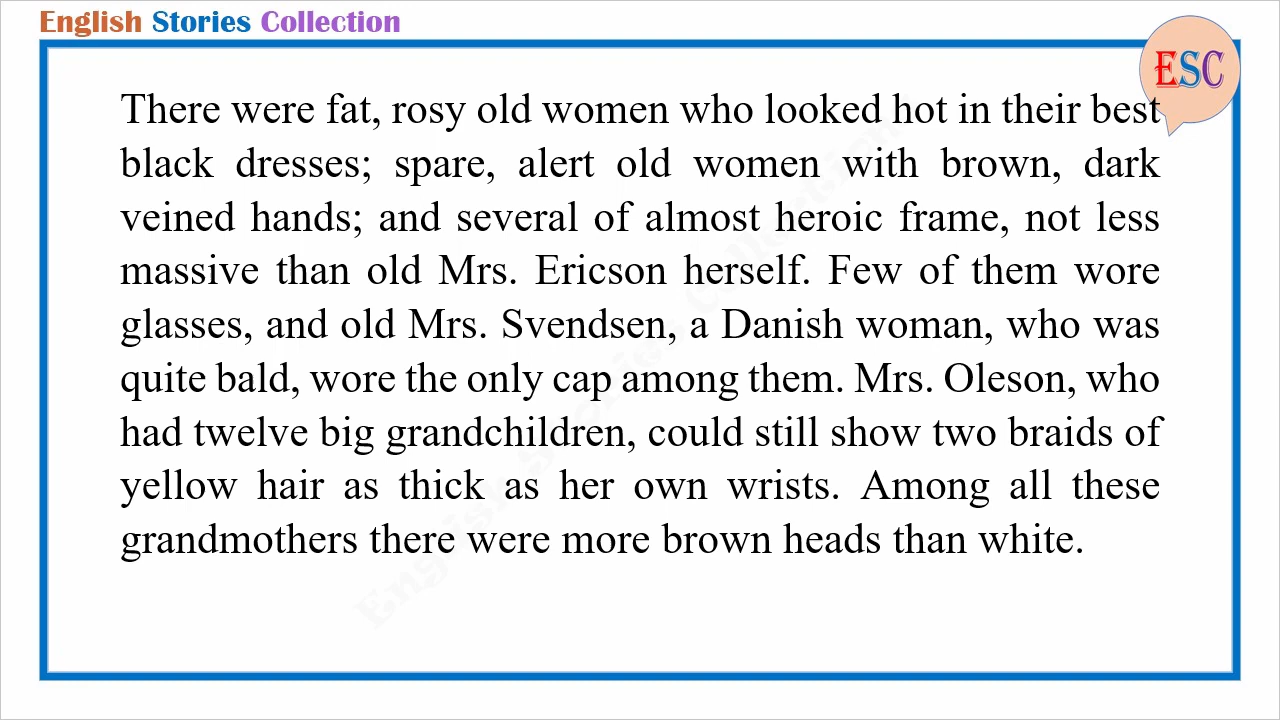 English Stories Collection
ESC
There were fat, rosy old women who looked hot in their best
black dresses; spare, alert old women with brown, dark
veined hands; and several of almost heroic frame, not less
massive than old Mrs. Ericson herself. Few of them wore
glasses, and old Mrs. Svendsen, a Danish woman, who was
quite bald, wore the only cap among them. Mrs. Oleson, who
had twelve big grandchildren, could still show two braids of
yellow hair as thick as her own wrists. Among all these
grandmothers there were more brown heads than white.
English Stories Collection